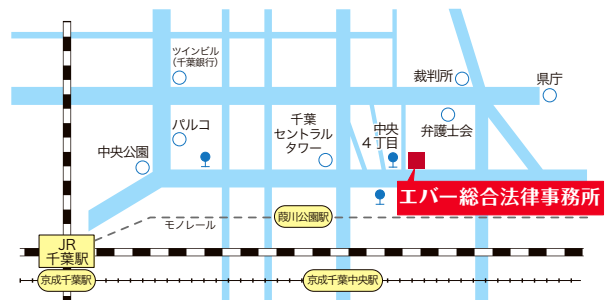 ツインビル
(千葉銀行)
裁判所
県庁
パルコ
千葉
セントラル
タワー
中央
4丁目
弁護士会
中央公園
エバー総合法律事務所
モノレール
葭川公園駅
JR
千葉駅
京成千葉駅
京成千葉中央駅